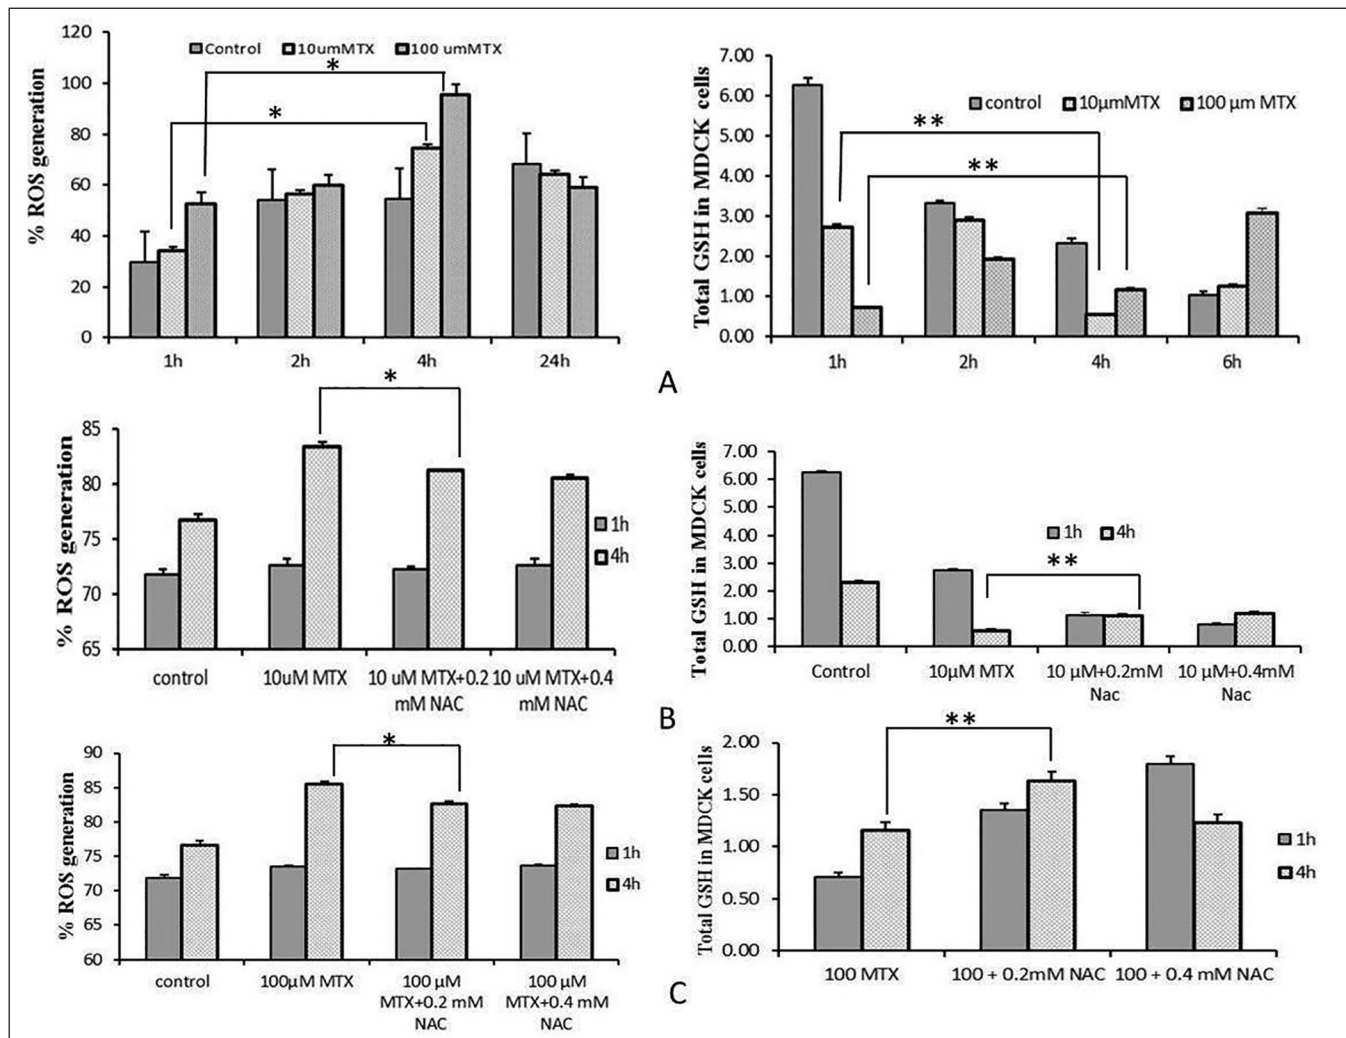 120
100
80
60
40
20
0
% ROS generation
Control 10umMTX 100 umMTX
*
*
1h 2h 4h 24h
7.00
6.00
5.00
4.00
3.00
2.00
1.00
0.00
Total GSH in MDCK cells
control 10µmMTX 100 µm MTX
**
**
1h 2h 4h 6h
A
85
80
75
70
65
% ROS generation
*
1h
4h
control 10uM MTX 10 uM MTX+0.2 10 uM MTX+0.4
mM NAC mM NAC
7.00
6.00
5.00
4.00
3.00
2.00
1.00
0.00
Total GSH in MDCK cells
1h 4h
**
Control 10µM MTX 10 µM+0.2mM 10 µM+0.4mM
Nac Nac
B
90
85
80
75
70
65
60
% ROS generation
*
1h
4h
control 100µM MTX 100 µM 100 µM
MTX+0.2 mM MTX+0.4 mM
NAC NAC
2.00
1.50
1.00
0.50
0.00
Total GSH in MDCK cells
**
1h
4h
100 MTX 100 + 0.2mM NAC 100 + 0.4 mM NAC
C